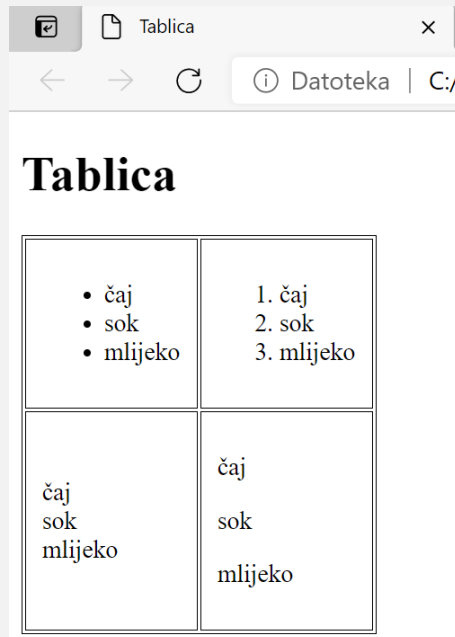 Tablica
Datoteka | C:/
Tablica
• čaj
• sok
• mlijeko
1. čaj
2. sok
3. mlijeko
čaj
sok
mlijeko
čaj
sok
mlijeko